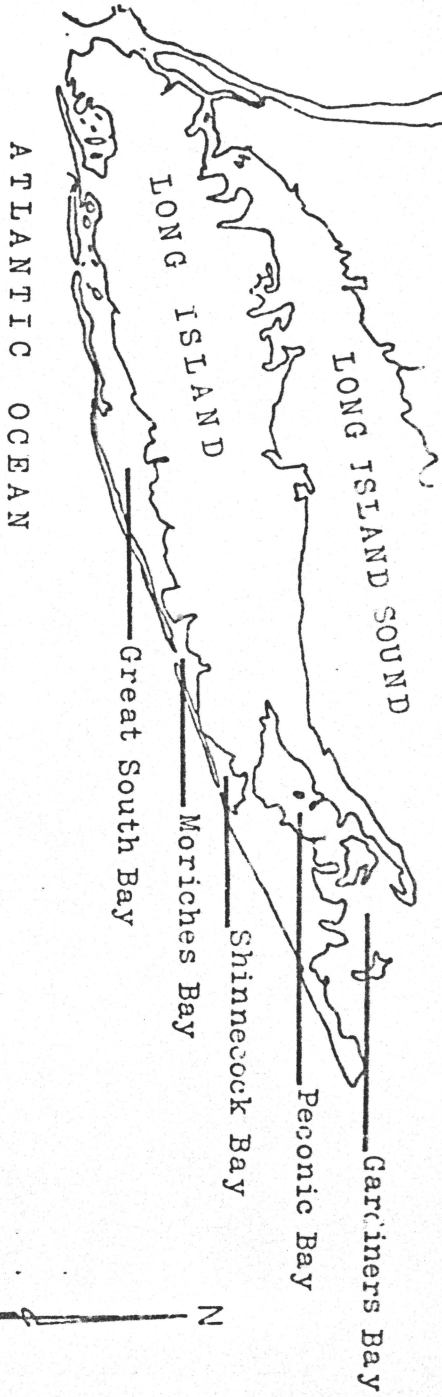 LONG ISLAND SOUND
LONG ISLAND
ATLANTIC OCEAN
Great South Bay
Moriches Bay
Shinnecock Bay
Peconic Bay
Gardiners Bay
N